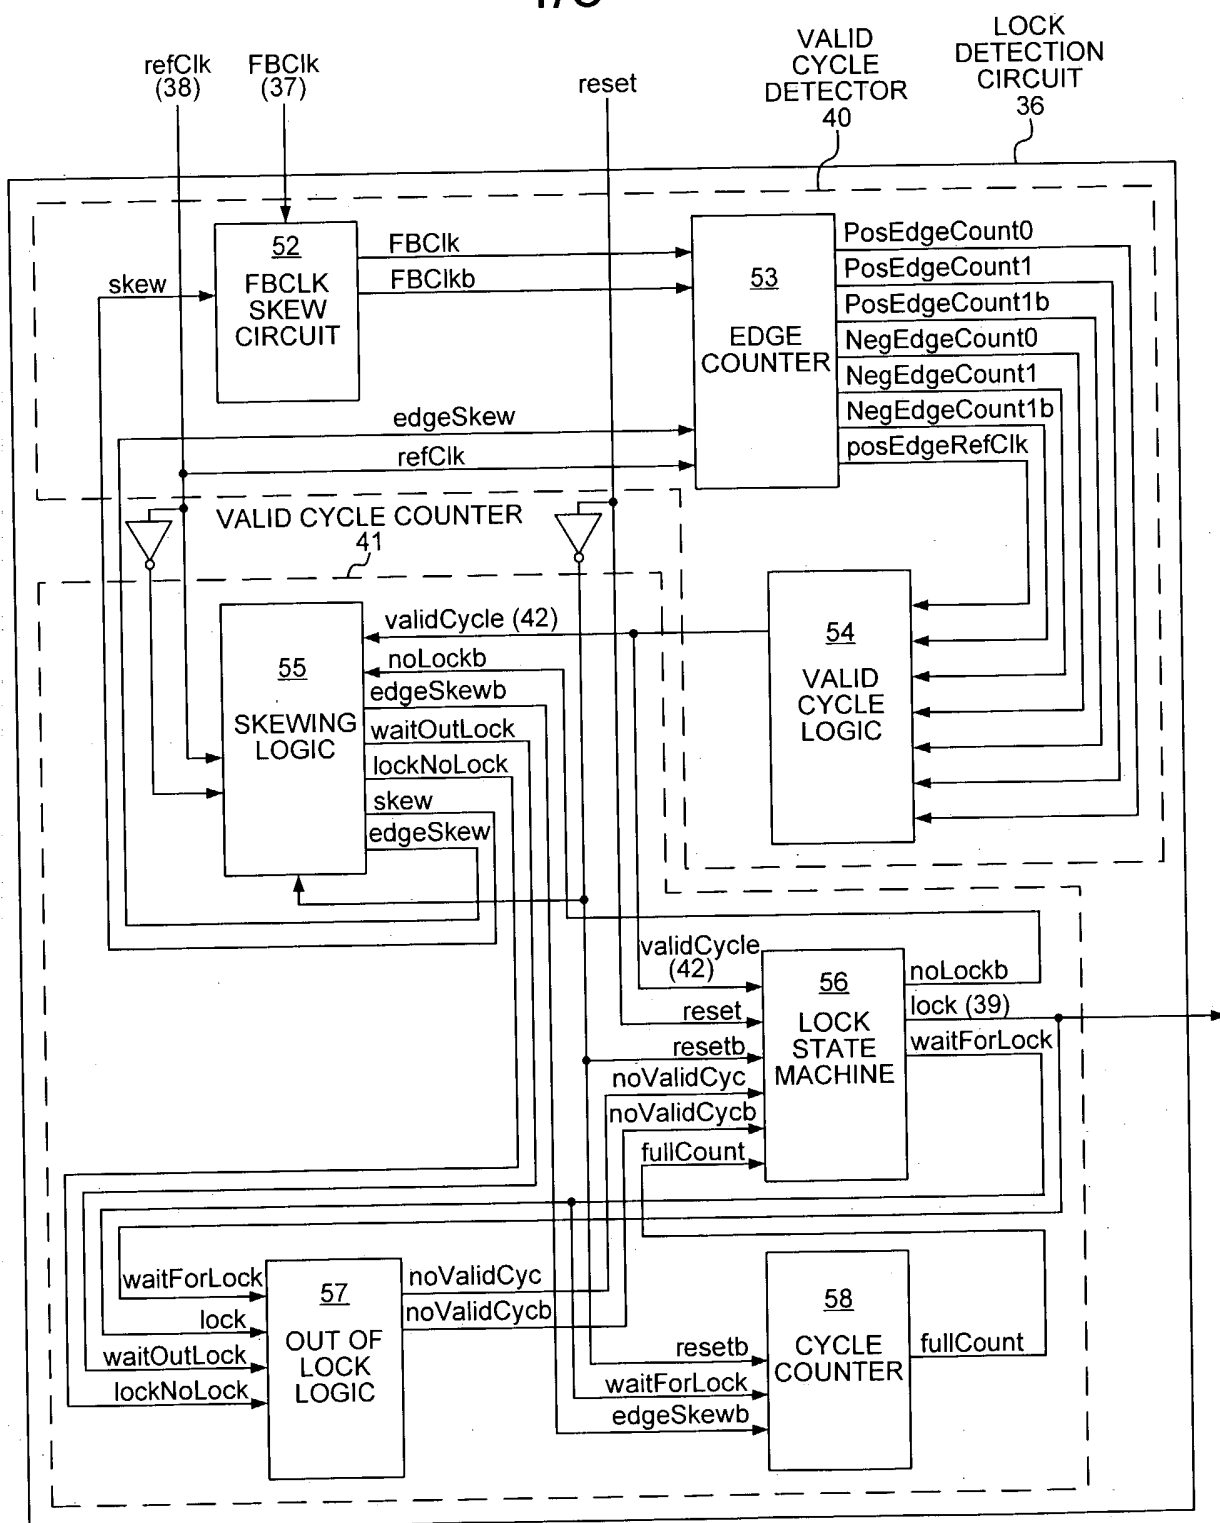 VALID
CYCLE
DETECTOR
40
LOCK
DETECTION
CIRCUIT
36
refClk
(38)
FBClk
(37)
reset
52
FBCLK
SKEW
CIRCUIT
skew
FBClk
FBClkb
53
EDGE
COUNTER
PosEdgeCount0
PosEdgeCount1
PosEdgeCount1b
NegEdgeCount0
NegEdgeCount1
NegEdgeCount1b
posEdgeRefClk
edgeSkew
refClk
VALID CYCLE COUNTER
41
55
SKEWING
LOGIC
validCycle (42)
noLockb
edgeSkewb
waitOutLock
lockNoLock
skew
edgeSkew
54
VALID
CYCLE
LOGIC
validCycle
(42)
reset
resetb
noValidCyc
noValidCycb
fullCount
56
LOCK
STATE
MACHINE
noLockb
lock (39)
waitForLock
waitForLock
lock
waitOutLock
lockNoLock
57
OUT OF
LOCK
LOGIC
noValidCyc
noValidCycb
resetb
waitForLock
edgeSkewb
58
CYCLE
COUNTER
fullCount